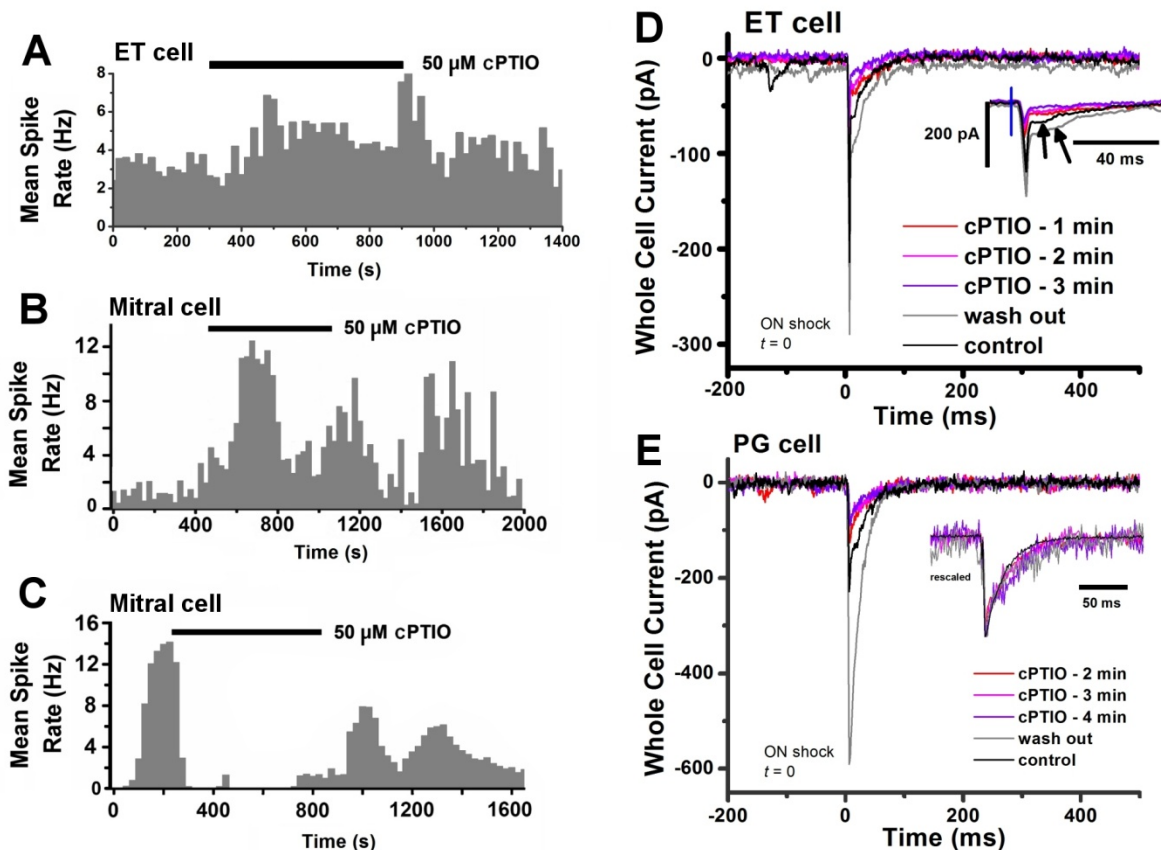 A
ET cell
50 µM cPTIO
Mean Spike
Rate (Hz)
8
6
4
2
0
0 200 400 600 800 1000 1200 1400
Time (s)
B
Mitral cell
50 µM cPTIO
Mean Spike
Rate (Hz)
12
8
4
0
0 400 800 1200 1600 2000
Time (s)
C
Mitral cell
50 µM cPTIO
Mean Spike
Rate (Hz)
16
12
8
4
0
0 400 800 1200 1600
Time (s)
D
ET cell
Whole Cell Current (pA)
0
-100
-200
-300
200 pA
40 ms
cPTIO - 1 min
cPTIO - 2 min
cPTIO - 3 min
wash out
control
ON shock
t = 0
-200 0 200 400
Time (ms)
E
PG cell
Whole Cell Current (pA)
0
-200
-400
-600
rescaled
50 ms
cPTIO - 2 min
cPTIO - 3 min
cPTIO - 4 min
wash out
control
ON shock
t = 0
-200 0 200 400
Time (ms)